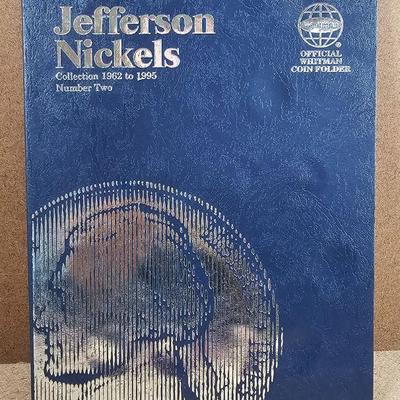 Jefferson
Nickels
Collection 1962 to 1995
Number Two
®
OFFICIAL
WHITMAN
COIN FOLDER